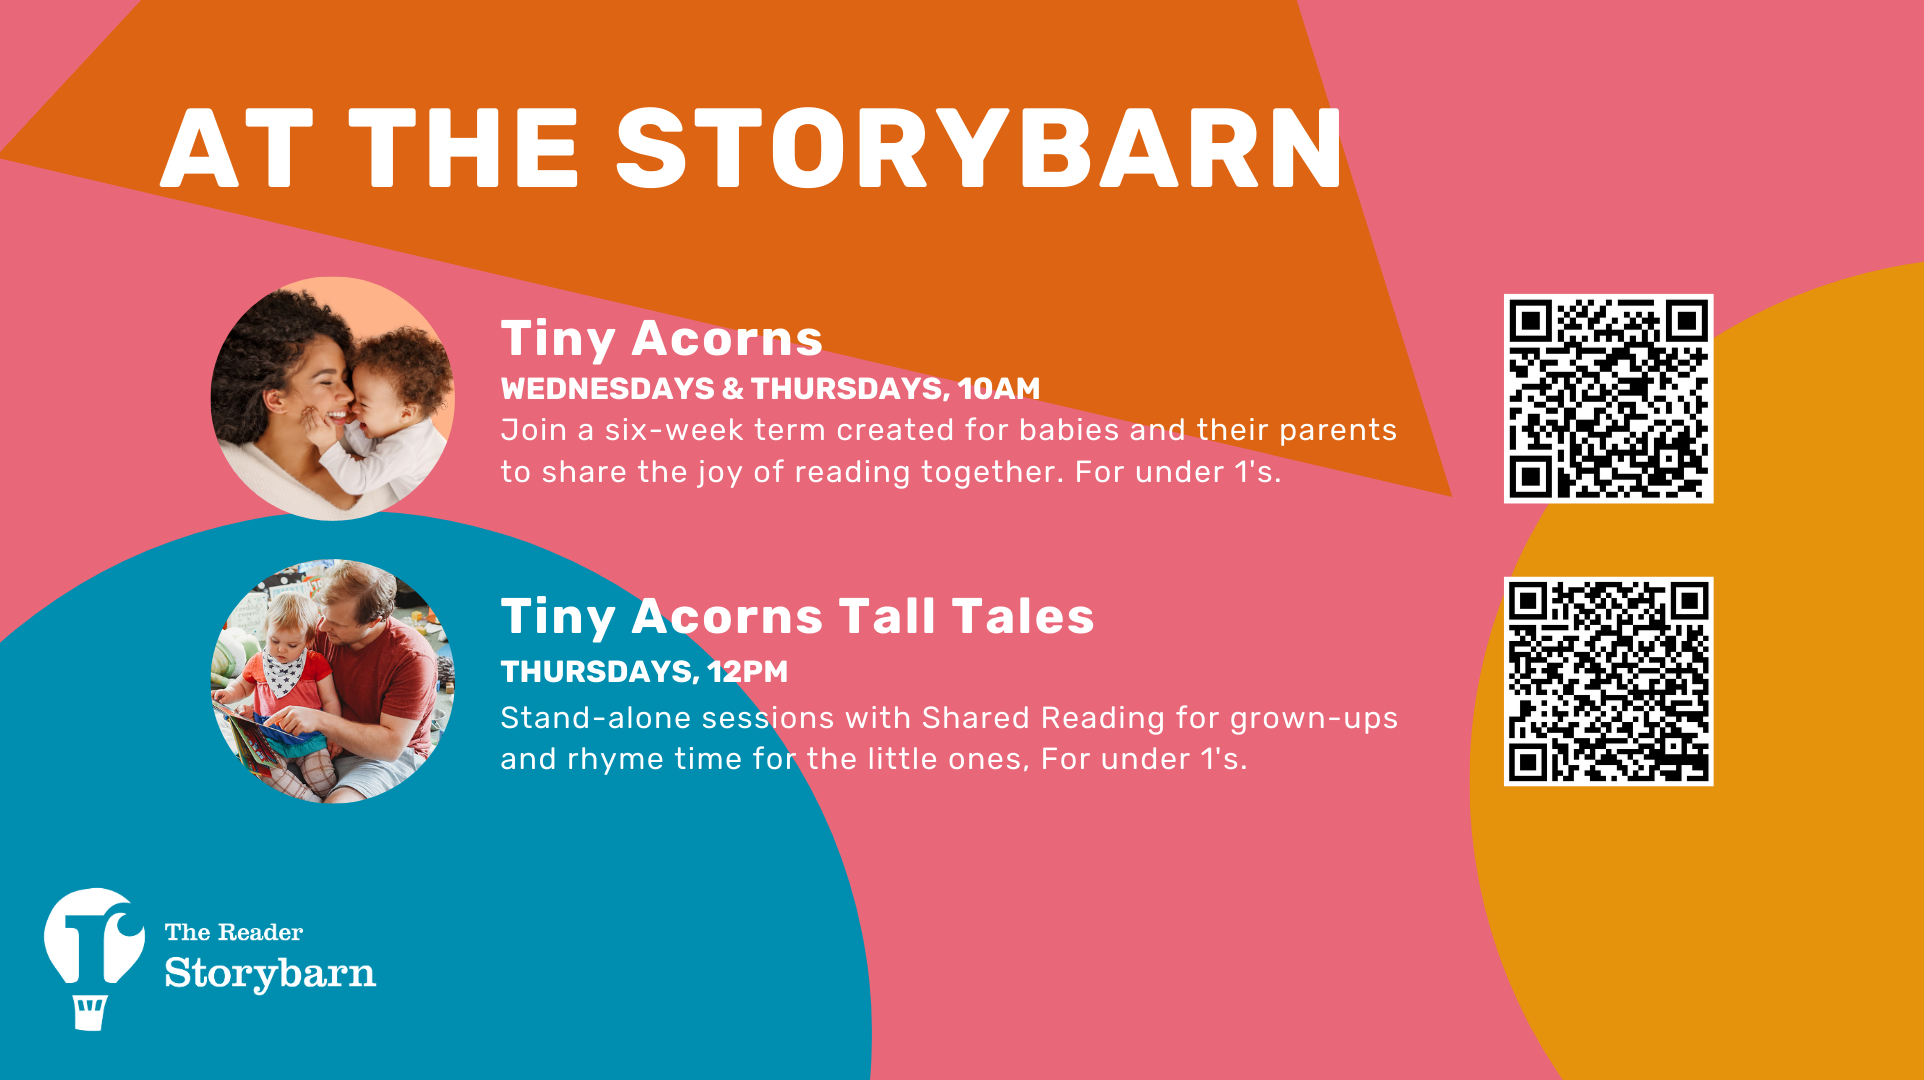 AT THE STORYBARN
Tiny Acorns
WEDNESDAYS & THURSDAYS, 10AM
Join a six-week term created for babies and their parents
to share the joy of reading together. For under 1's.
Tiny Acorns Tall Tales
THURSDAYS, 12PM
Stand-alone sessions with Shared Reading for grown-ups
and rhyme time for the little ones, For under 1's.
The Reader
Storybarn